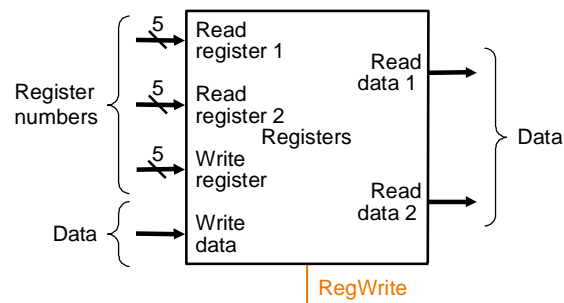 5
Read
register 1
5
Read
register 2
5
Write
register
Write
data
Register
numbers
Data
Registers
Read
data 1
Read
data 2
Data
RegWrite